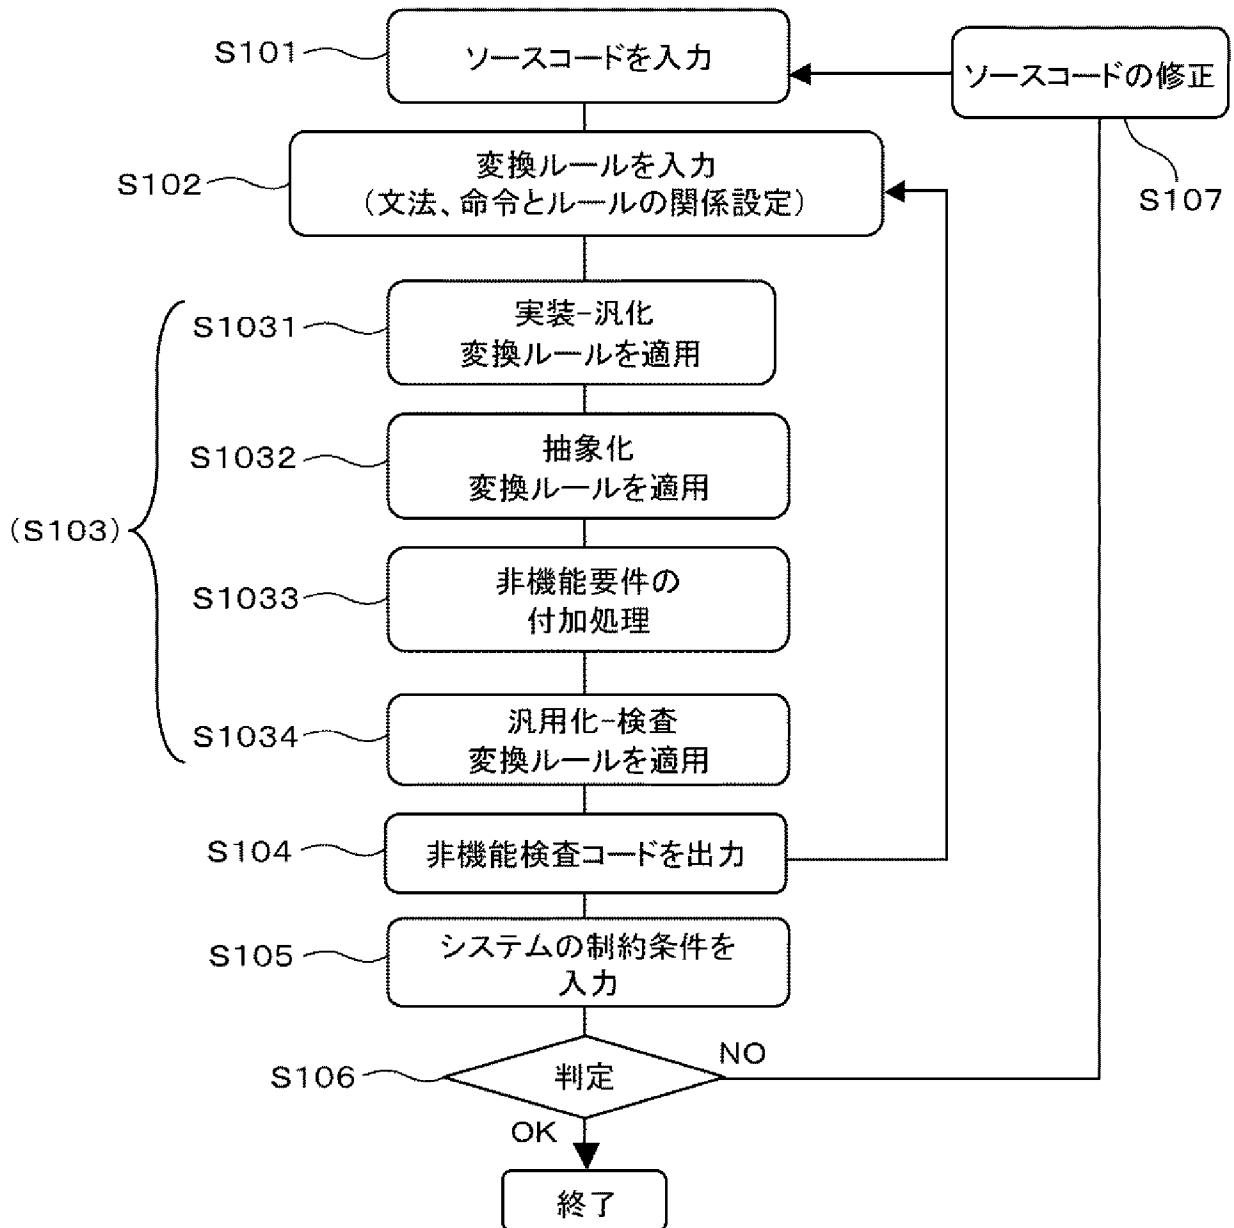 S101
ソースコードを入力
ソースコードの修正
S107
S102
変換ルールを入力
(文法、命令とルールの関係設定)
(S103)
S1031
実装-汎化
変換ルールを適用
S1032
抽象化
変換ルールを適用
S1033
非機能要件の
付加処理
S1034
汎用化-検査
変換ルールを適用
S104
非機能検査コードを出力
S105
システムの制約条件を
入力
S106
判定
NO
OK
終了